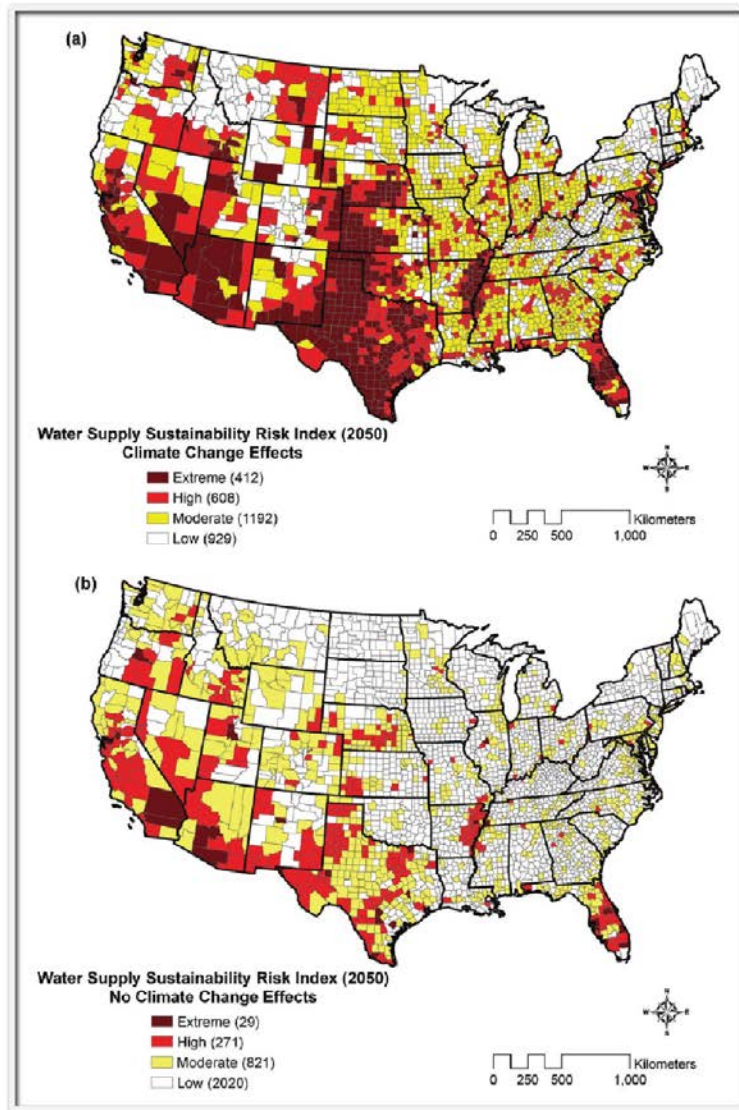 (a)
Water Supply Sustainability Risk Index (2050)
Climate Change Effects
Extreme (412)
High (608)
Moderate (1192)
Low (929)
N
W
E
S
0 250 500 1,000
Kilometers
(b)
Water Supply Sustainability Risk Index (2050)
No Climate Change Effects
Extreme (29)
High (271)
Moderate (821)
Low (2020)
N
W
E
S
0 250 500 1,000
Kilometers